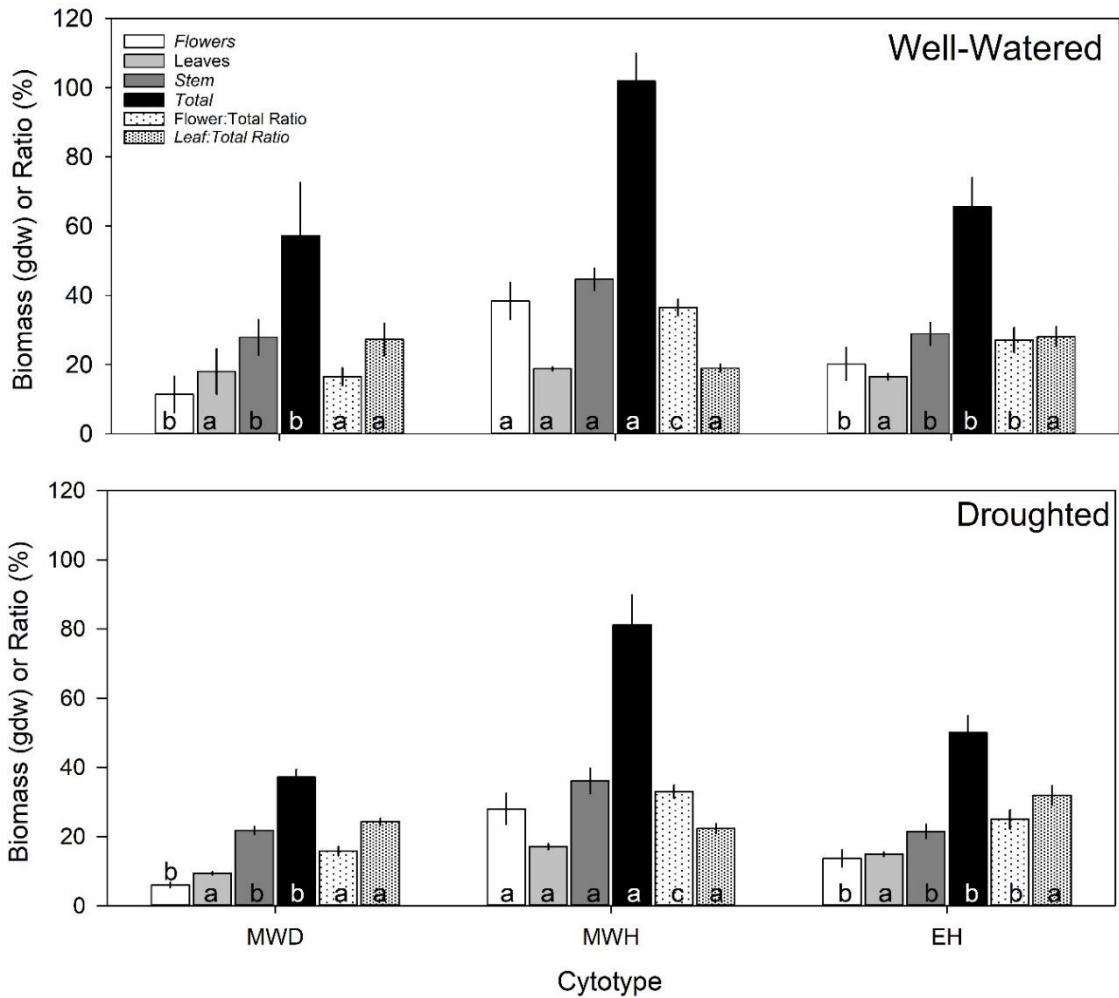 120
100
80
60
40
20
0
Biomass (gdw) or Ratio (%)
Flowers
Leaves
Stem
Total
Flower:Total Ratio
Leaf:Total Ratio
Well-Watered
b a b b a a
a a a a c a
b a b b b a
120
100
80
60
40
20
0
Biomass (gdw) or Ratio (%)
Droughted
b a b b a a
a a a a c a
b a b b b a
MWD MWH EH
Cytotype